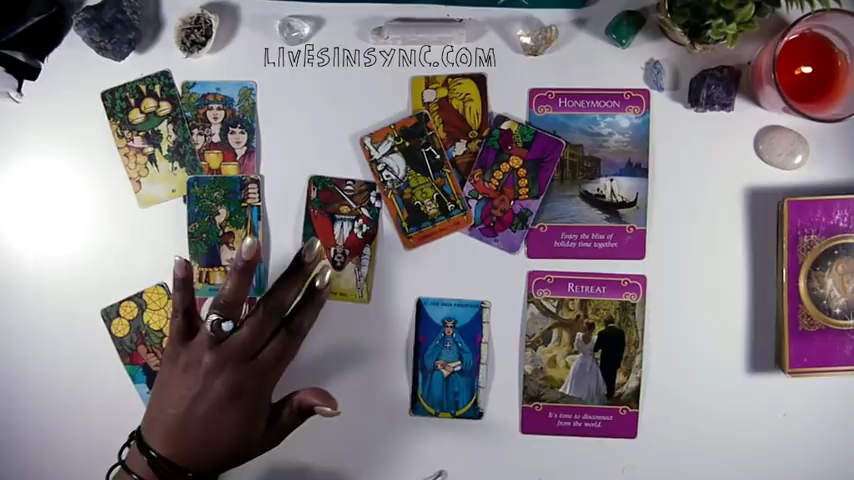 LIVESINSYNC.COM
HONEYMOON
Enjoy the bliss of
holiday time together.
RETREAT
It's time to disconnect
from the world.